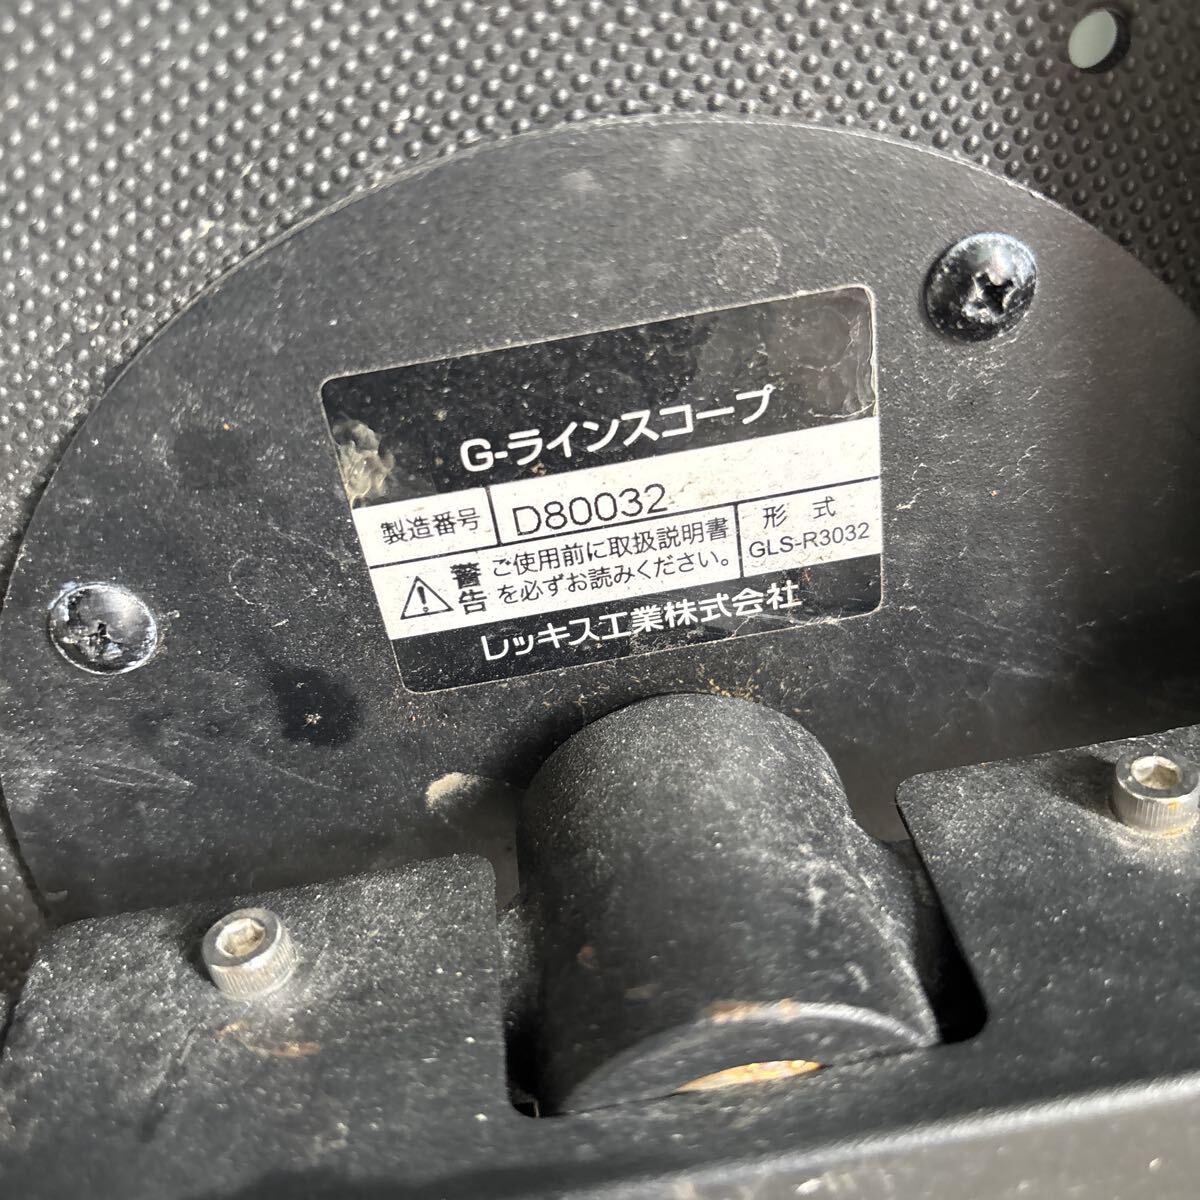 G-ラインスコープ
製造番号 D80032
警告 ご使用前に取扱説明書
を必ずお読みください。
形 式
GLS-R3032
レッキス工業株式会社